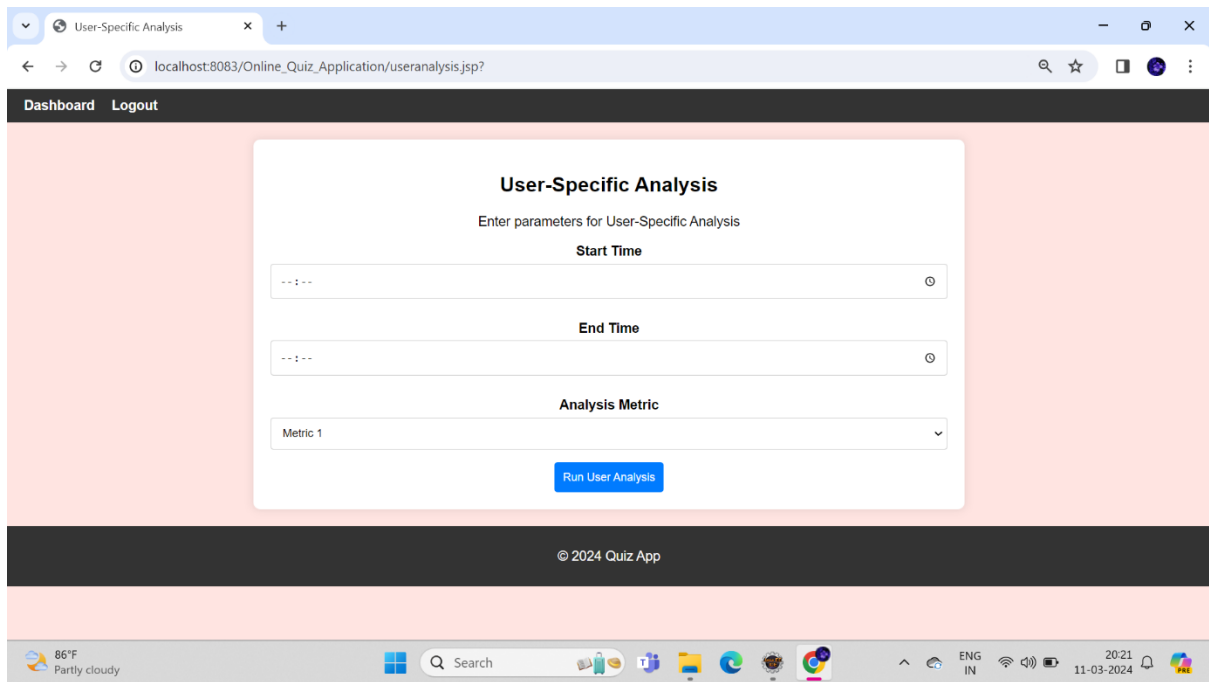 User-Specific Analysis
localhost:8083/Online_Quiz_Application/useranalysis.jsp?
Dashboard Logout
User-Specific Analysis
Enter parameters for User-Specific Analysis
Start Time
--:--
End Time
--:--
Analysis Metric
Metric 1
Run User Analysis
© 2024 Quiz App
86°F
Partly cloudy
Search
ENG
IN
20:21
11-03-2024
PRE